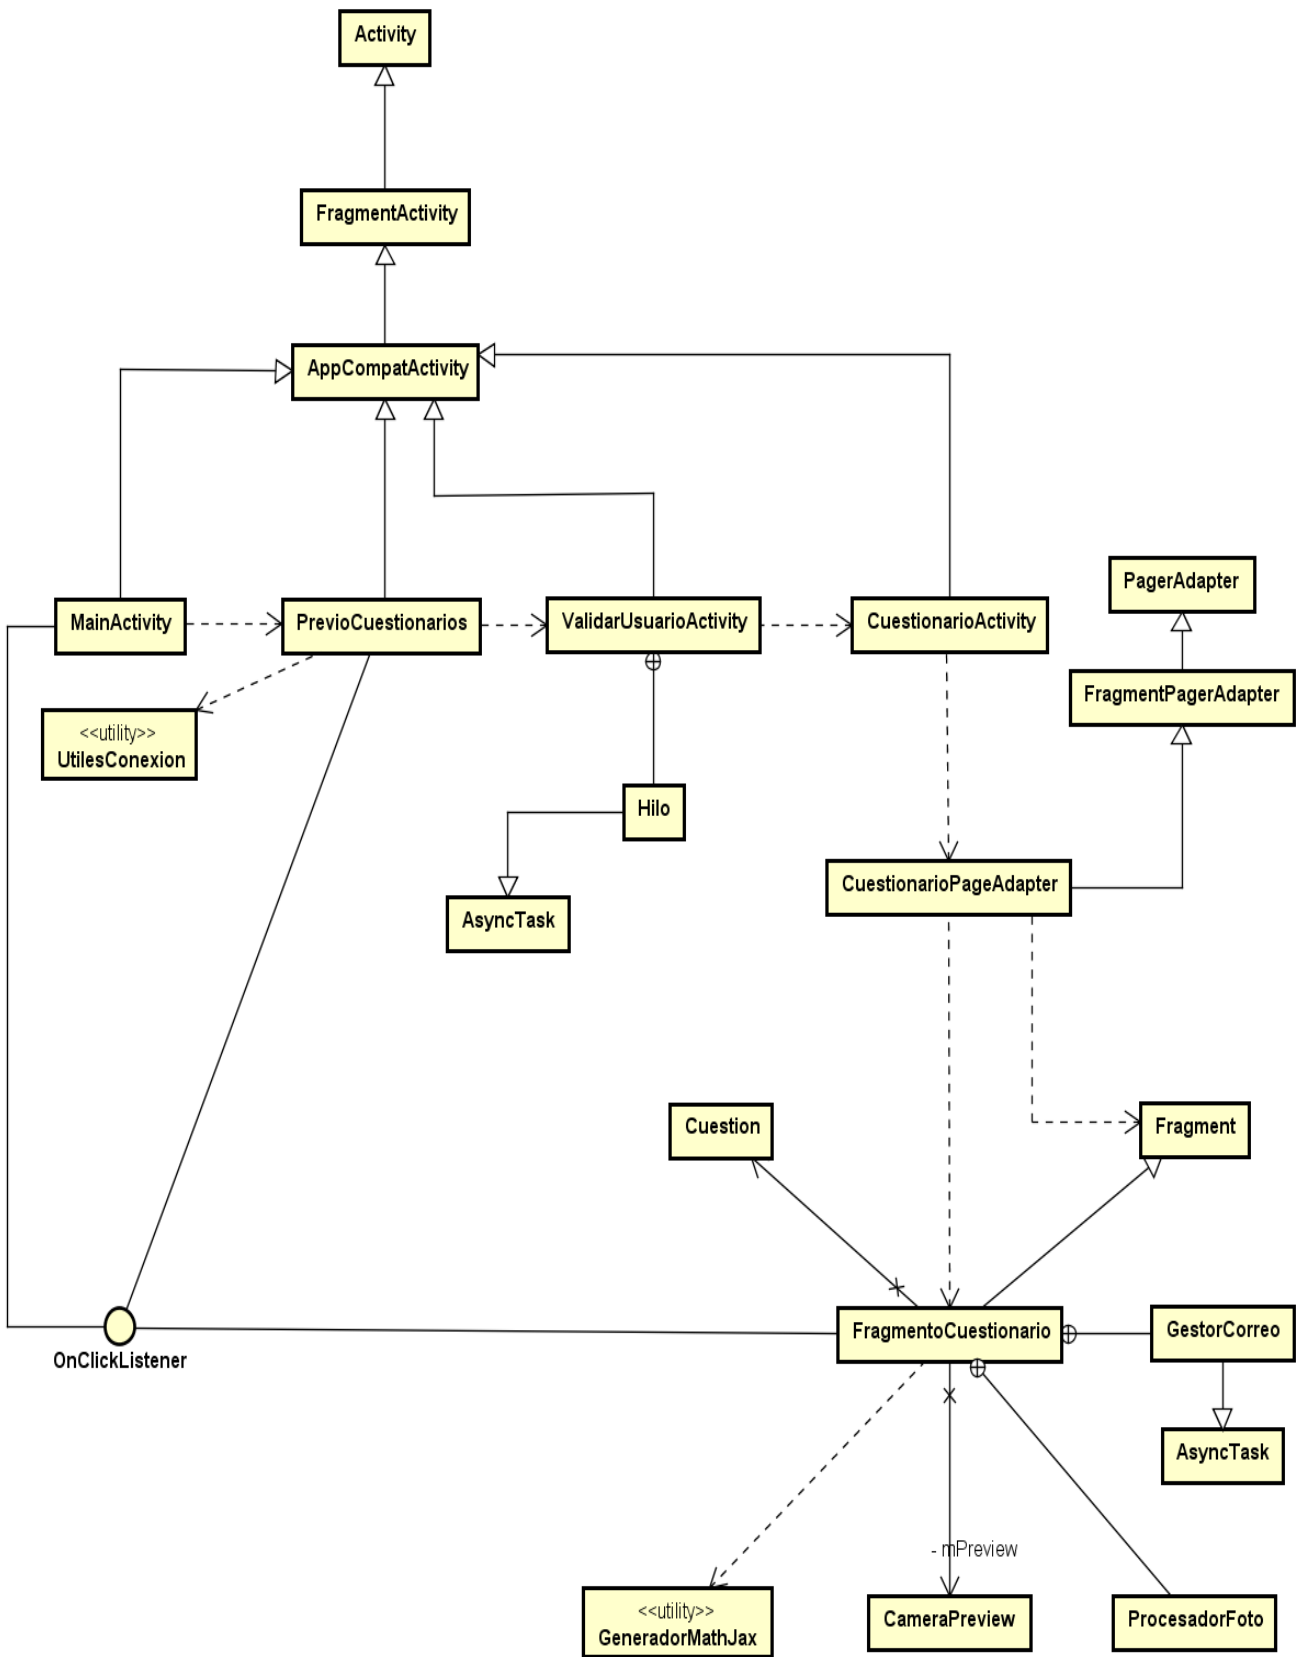 Activity
FragmentActivity
AppCompatActivity
PagerAdapter
MainActivity
PrevioCuestionarios
ValidarUsuarioActivity
CuestionarioActivity
FragmentPagerAdapter
<<utility>>
UtilesConexion
Hilo
CuestionarioPageAdapter
AsyncTask
Cuestion
Fragment
OnClickListener
FragmentoCuestionario
GestorCorreo
AsyncTask
- mPreview
<<utility>>
GeneradorMathJax
CameraPreview
ProcesadorFoto